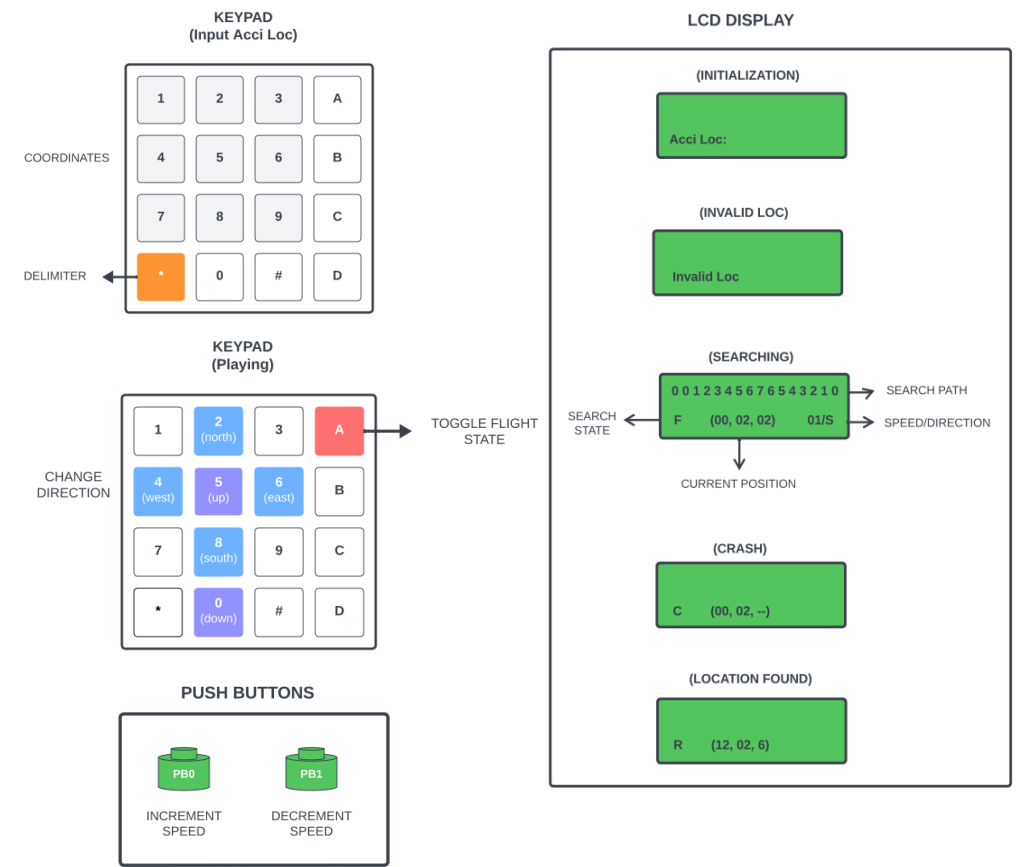 KEYPAD
(Input Acci Loc)
1 2 3 A
COORDINATES
4 5 6 B
7 8 9 C
DELIMITER
* 0 # D
KEYPAD
(Playing)
1 2 3 A
(north)
TOGGLE FLIGHT
STATE
CHANGE
DIRECTION
4 5 6 B
(west) (up) (east)
7 8 9 C
(south)
* 0 # D
(down)
PUSH BUTTONS
PB0 PB1
INCREMENT
SPEED
DECREMENT
SPEED
LCD DISPLAY
(INITIALIZATION)
Acci Loc:
(INVALID LOC)
Invalid Loc
(SEARCHING)
0 0 1 2 3 4 5 6 7 6 5 4 3 2 1 0
SEARCH PATH
SEARCH
STATE
F (00, 02, 02) 01/S
SPEED/DIRECTION
CURRENT POSITION
(CRASH)
C (00, 02, --)
(LOCATION FOUND)
R (12, 02, 6)